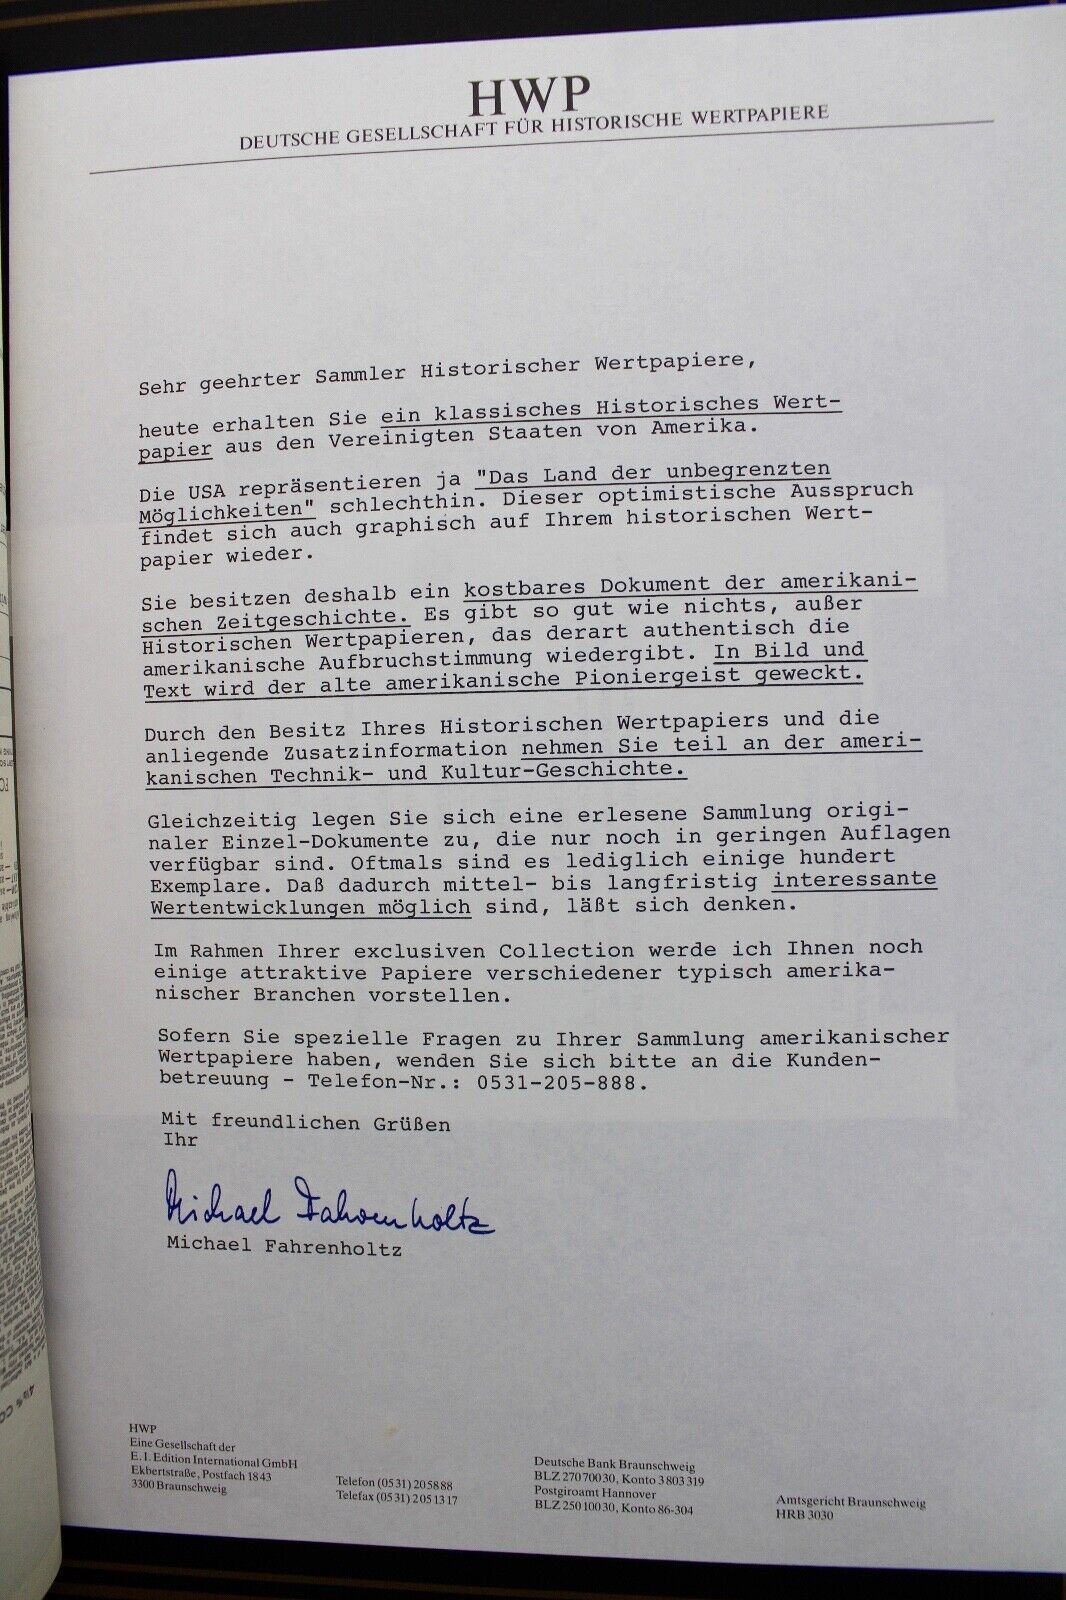 HWP
DEUTSCHE GESELLSCHAFT FÜR HISTORISCHE WERTPAPIERE
Sehr geehrter Sammler Historischer Wertpapiere,
heute erhalten Sie ein klassisches Historisches Wert-
papier aus den Vereinigten Staaten von Amerika.
Die USA repräsentieren ja "Das Land der unbegrenzten
Möglichkeiten" schlechthin. Dieser optimistische Ausspruch
findet sich auch graphisch auf Ihrem historischen Wert-
papier wieder.
Sie besitzen deshalb ein kostbares Dokument der amerikani-
schen Zeitgeschichte. Es gibt so gut wie nichts, außer
Historischen Wertpapieren, das derart authentisch die
amerikanische Aufbruchstimmung wiedergibt. In Bild und
Text wird der alte amerikanische Pioniergeist geweckt.
Durch den Besitz Ihres Historischen Wertpapiers und die
anliegende Zusatzinformation nehmen Sie teil an der ameri-
kanischen Technik- und Kultur-Geschichte.
Gleichzeitig legen Sie sich eine erlesene Sammlung origi-
naler Einzel-Dokumente zu, die nur noch in geringen Auflagen
verfügbar sind. Oftmals sind es lediglich einige hundert
Exemplare. Daß dadurch mittel- bis langfristig interessante
Wertentwicklungen möglich sind, läßt sich denken.
Im Rahmen Ihrer exclusiven Collection werde ich Ihnen noch
einige attraktive Papiere verschiedener typisch amerika-
nischer Branchen vorstellen.
Sofern Sie spezielle Fragen zu Ihrer Sammlung amerikanischer
Wertpapiere haben, wenden Sie sich bitte an die Kunden-
betreuung - Telefon-Nr.: 0531-205-888.
Mit freundlichen Grüßen
Ihr
Michael Fahrenholtz
Michael Fahrenholtz
HWP
Eine Gesellschaft der
E. I. Edition International GmbH
Ekbertstraße, Postfach 1843
3300 Braunschweig
Telefon (0531) 205888
Telefax (0531) 2051317
Deutsche Bank Braunschweig
BLZ 27070030, Konto 3803319
Postgiroamt Hannover
BLZ 25010030, Konto 86-304
Amtsgericht Braunschweig
HRB 3030